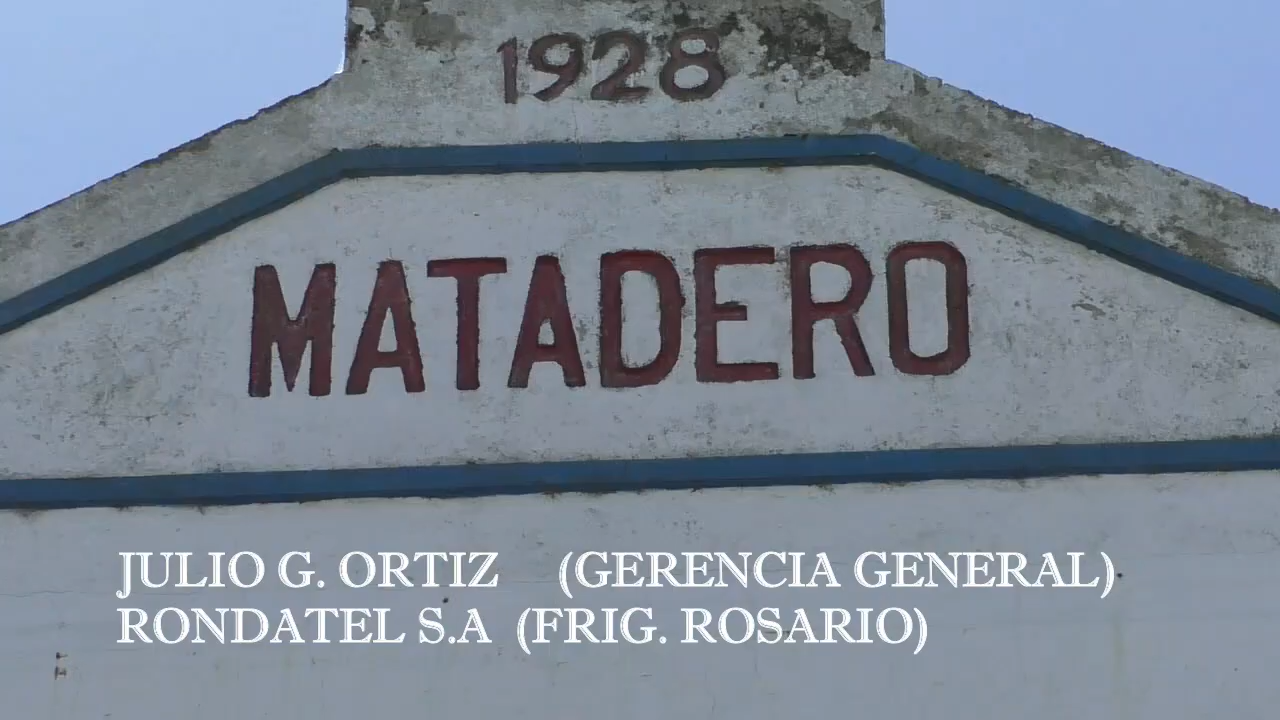 1928
MATADERO
JULIO G. ORTIZ (GERENCIA GENERAL)
RONDATEL S.A (FRIG. ROSARIO)